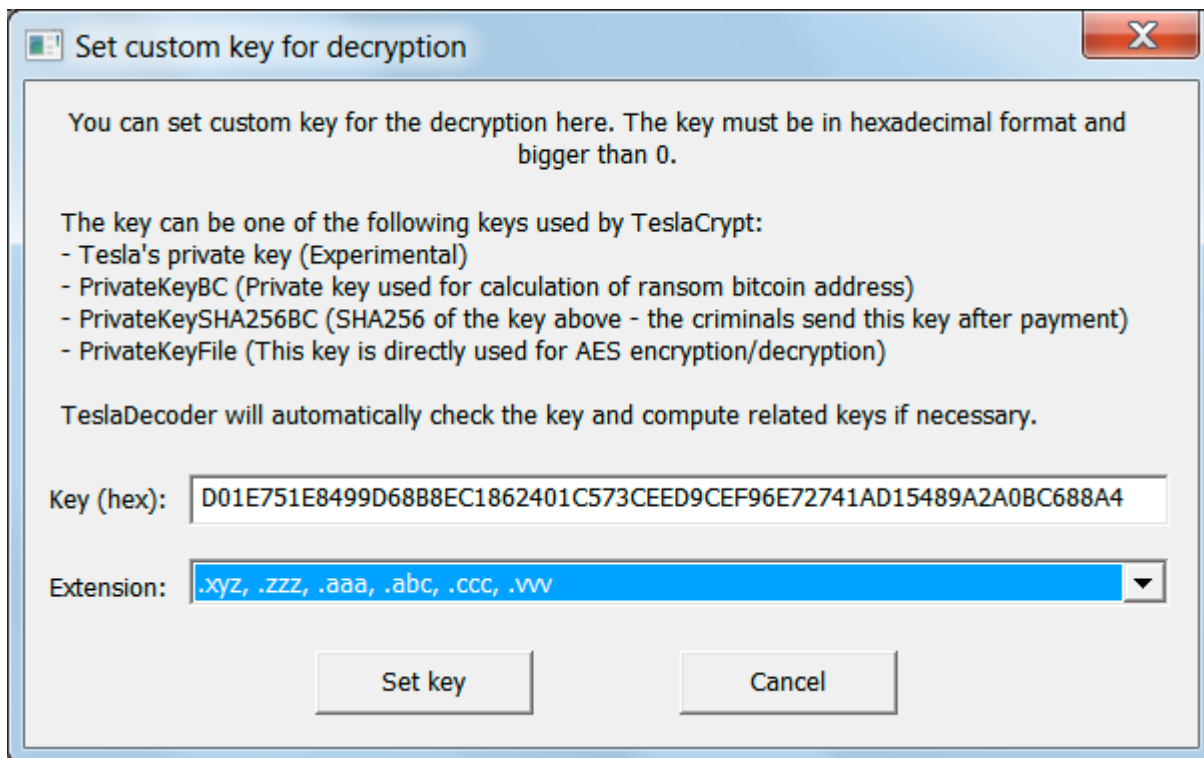 Set custom key for decryption
You can set custom key for the decryption here. The key must be in hexadecimal format and
bigger than 0.
The key can be one of the following keys used by TeslaCrypt:
- Tesla's private key (Experimental)
- PrivateKeyBC (Private key used for calculation of ransom bitcoin address)
- PrivateKeySHA256BC (SHA256 of the key above - the criminals send this key after payment)
- PrivateKeyFile (This key is directly used for AES encryption/decryption)
TeslaDecoder will automatically check the key and compute related keys if necessary.
Key (hex): D01E751E8499D68B8EC1862401C573CEED9CEF96E72741AD15489A2A0BC688A4
Extension: .xyz, .zzz, .aaa, .abc, .ccc, .vvv
Set key Cancel